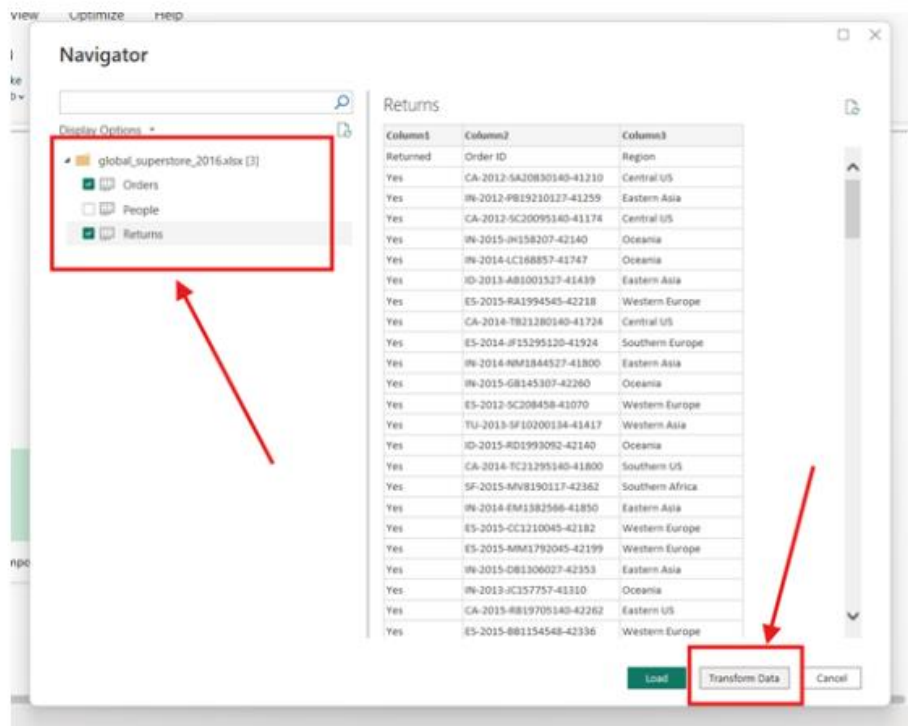 View Optimize Help
Navigator
Display Options
global_superstore_2016.xlsx [3]
Orders
People
Returns
Returns
Column1 Column2 Column3
Returned Order ID Region
Yes CA-2012-SA20830140-41210 Central US
Yes IN-2012-PB19210127-41259 Eastern Asia
Yes CA-2012-SC20095140-41174 Central US
Yes IN-2015-JH158207-42140 Oceania
Yes IN-2014-LC168857-41747 Oceania
Yes ID-2013-AB1001527-41439 Eastern Asia
Yes ES-2015-RA1994545-42218 Western Europe
Yes CA-2014-TB21280140-41724 Central US
Yes ES-2014-JF15295120-41924 Southern Europe
Yes IN-2014-NM1844527-41800 Eastern Asia
Yes IN-2015-GB145307-42260 Oceania
Yes ES-2012-SC208458-41070 Western Europe
Yes TU-2013-SF10200134-41417 Western Asia
Yes ID-2015-RD1993092-42140 Oceania
Yes CA-2014-TC21295140-41800 Southern US
Yes SF-2015-MV8190117-42362 Southern Africa
Yes IN-2014-EM1382566-41850 Eastern Asia
Yes ES-2015-CC1210045-42182 Western Europe
Yes ES-2015-MM1792045-42199 Western Europe
Yes IN-2015-DB1306027-42353 Eastern Asia
Yes IN-2013-JC157757-41310 Oceania
Yes CA-2015-RB19705140-42262 Eastern US
Yes ES-2015-BB1154548-42336 Western Europe
Load Transform Data Cancel